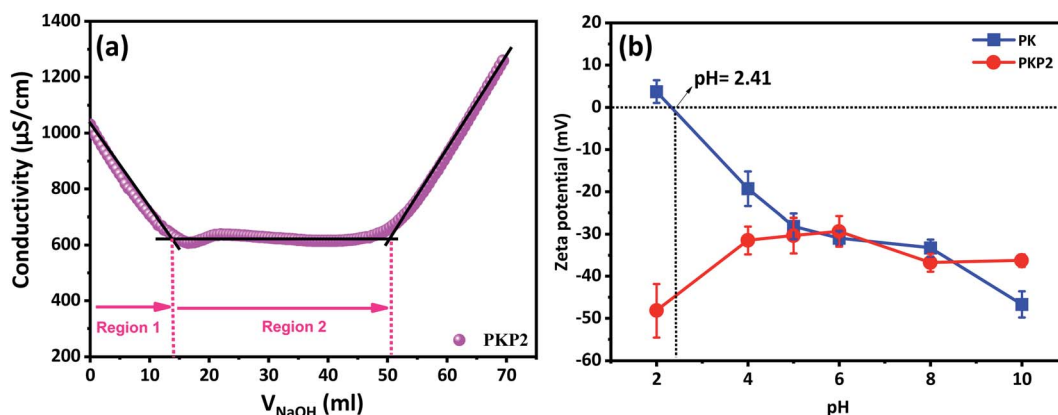 (a)
Conductivity (µS/cm)
1400
1200
1000
800
600
400
200
Region 1
Region 2
PKP2
0 10 20 30 40 50 60 70
V_NaOH (ml)
(b)
Zeta potential (mV)
20
10
0
-10
-20
-30
-40
-50
-60
pH= 2.41
PK
PKP2
2 4 6 8 10
pH